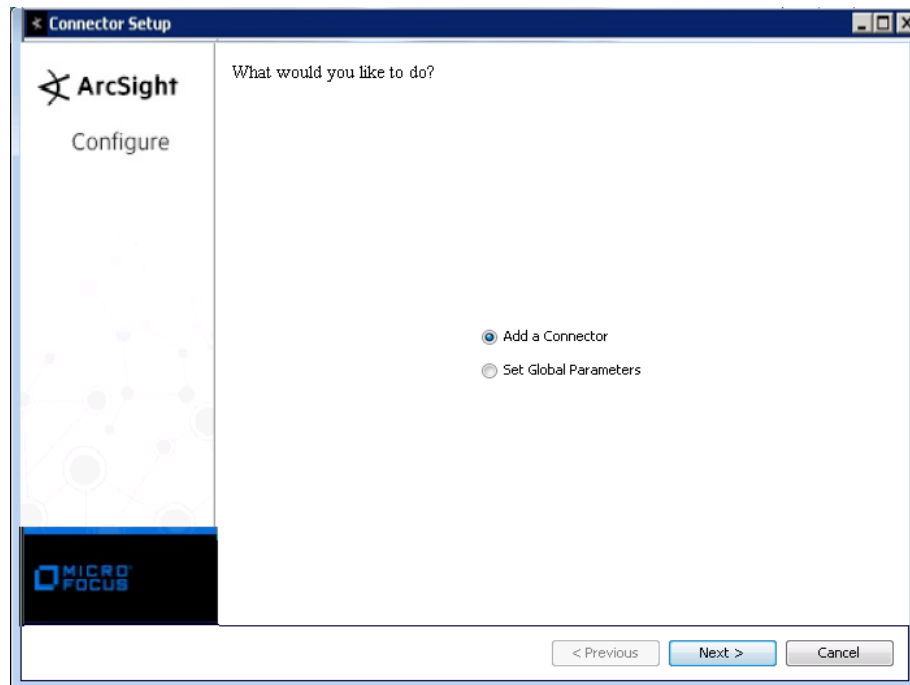 Connector Setup
ArcSight
Configure
What would you like to do?
Add a Connector
Set Global Parameters
MICRO
FOCUS
< Previous
Next >
Cancel